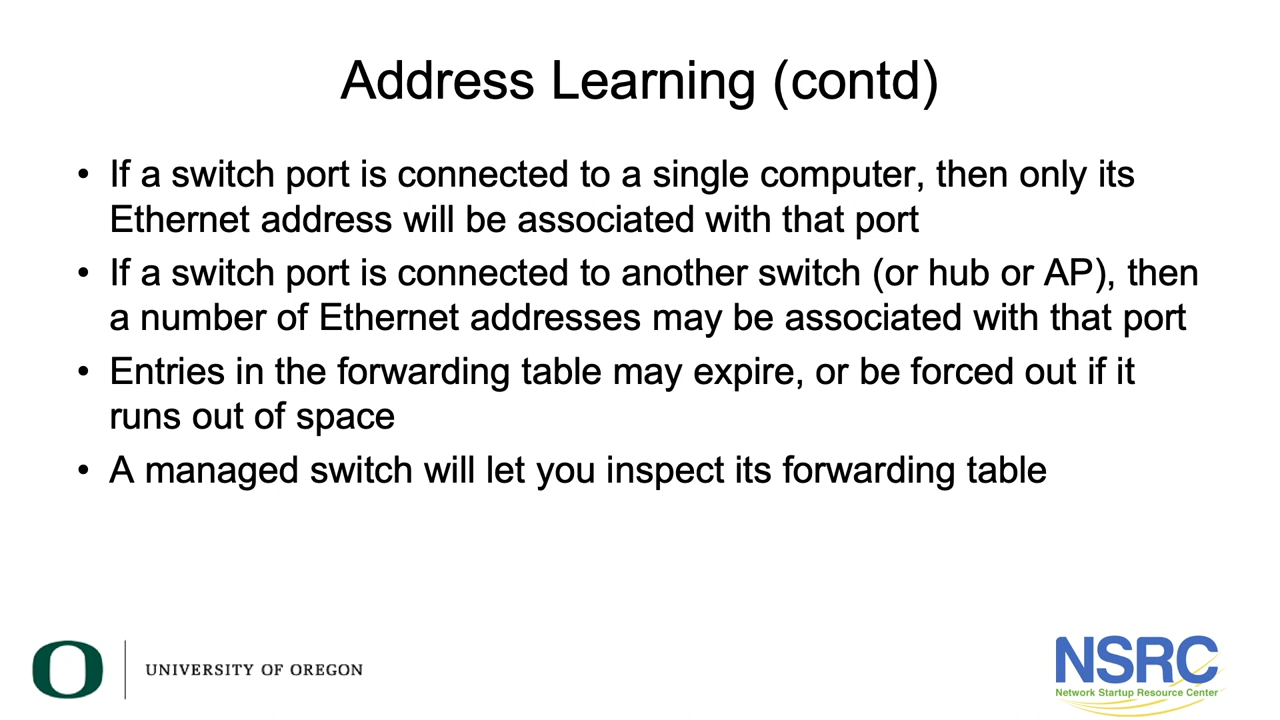 Address Learning (contd)
• If a switch port is connected to a single computer, then only its
Ethernet address will be associated with that port
• If a switch port is connected to another switch (or hub or AP), then
a number of Ethernet addresses may be associated with that port
• Entries in the forwarding table may expire, or be forced out if it
runs out of space
• A managed switch will let you inspect its forwarding table
O
UNIVERSITY OF OREGON
NSRC
Network Startup Resource Center